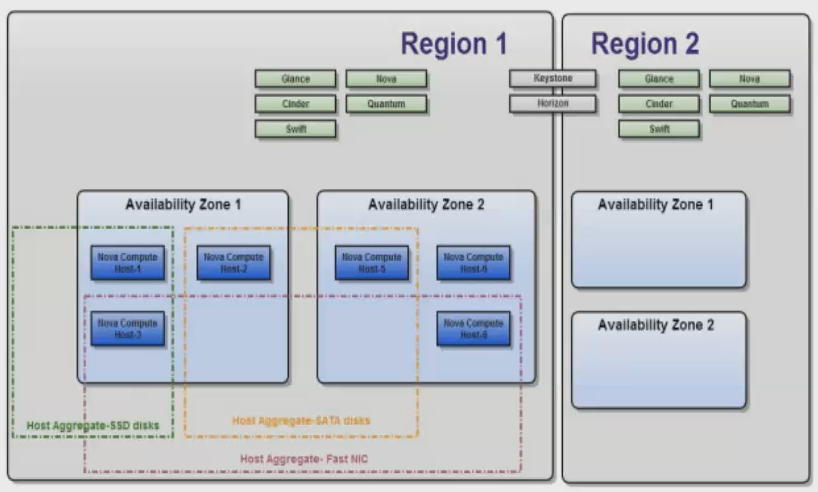 Region 1
Region 2
Glance
Nova
Keystone
Glance
Nova
Cinder
Quantum
Horizon
Cinder
Quantum
Swift
Swift
Availability Zone 1
Availability Zone 2
Availability Zone 1
Nova Compute
Host-1
Nova Compute
Host-2
Nova Compute
Host-5
Nova Compute
Host-6
Nova Compute
Host-3
Nova Compute
Host-6
Availability Zone 2
Host Aggregate-SSD disks
Host Aggregate-SATA disks
Host Aggregate- Fast NIC